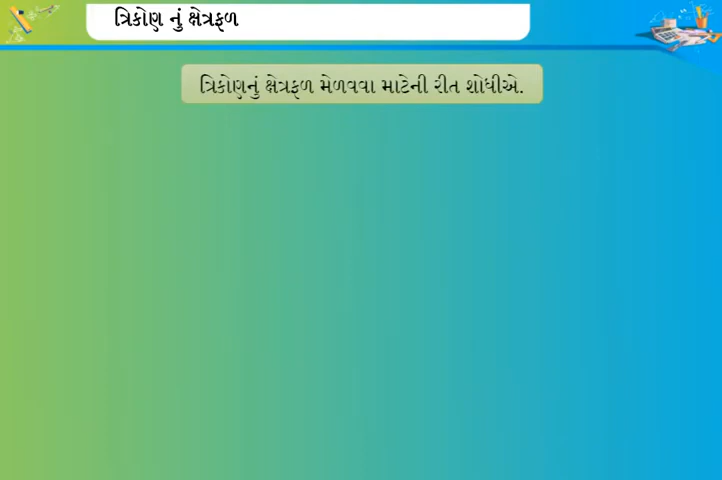 ત્રિકોણ નું ક્ષેત્રફળ
ત્રિકોણનું ક્ષેત્રફળ મેળવવા માટેની રીત શોધીએ.